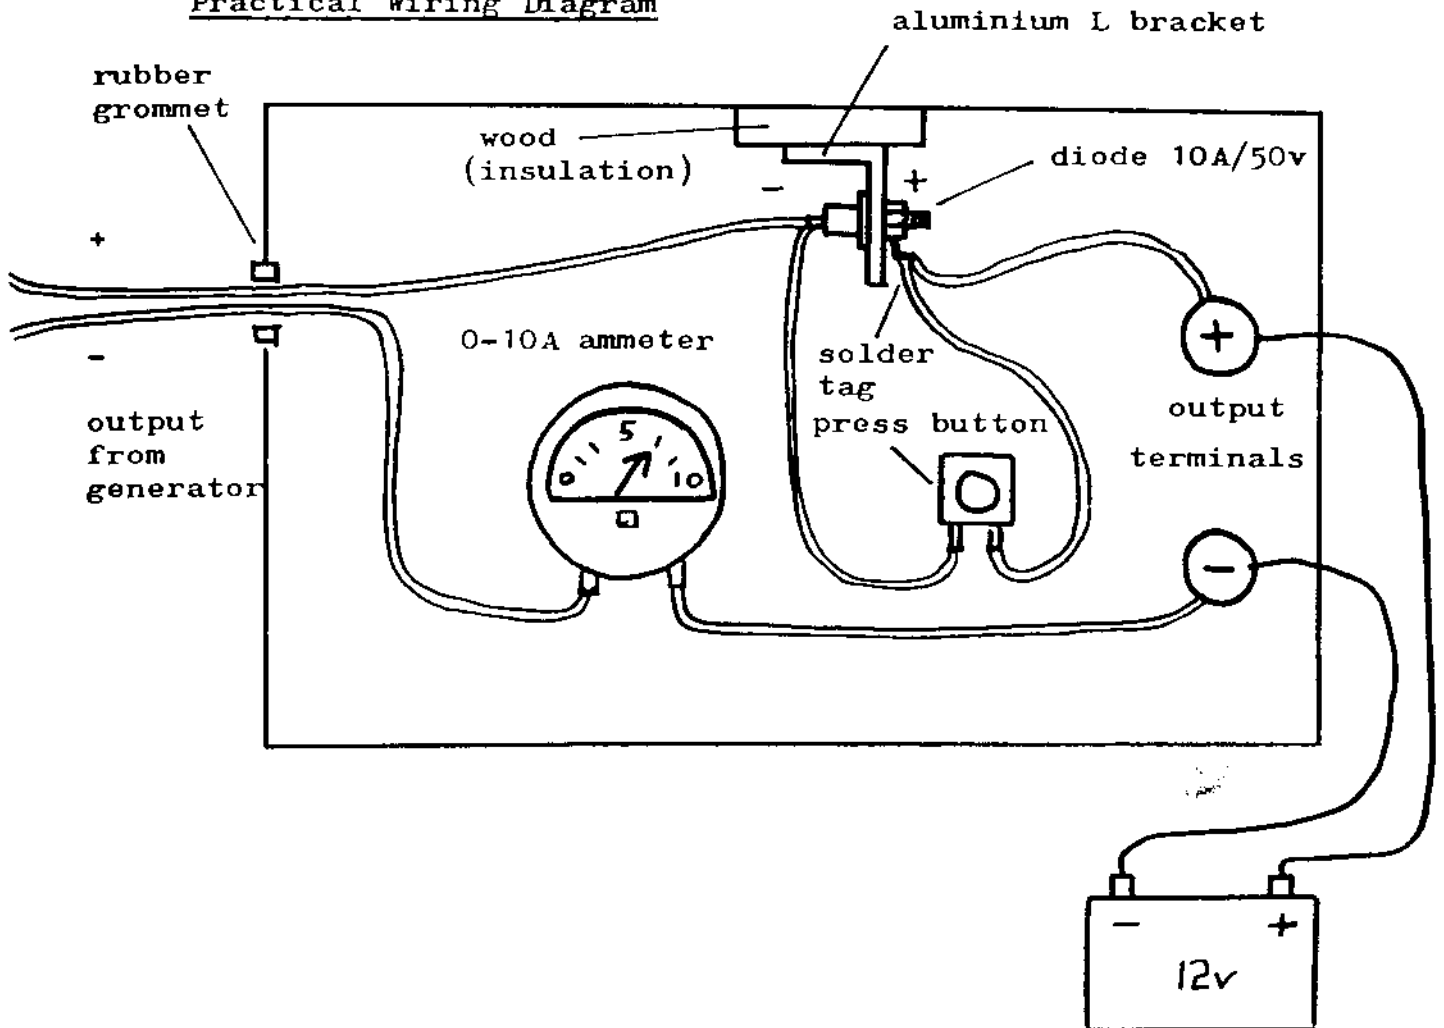 Practical Wiring Diagram
aluminium L bracket
rubber
grommet
wood
(insulation)
diode 10A/50v
-
+
+
0-10A ammeter
solder
tag
-
+
output
from
generator
press button
output
terminals
0
5
10
-
-
+
12v